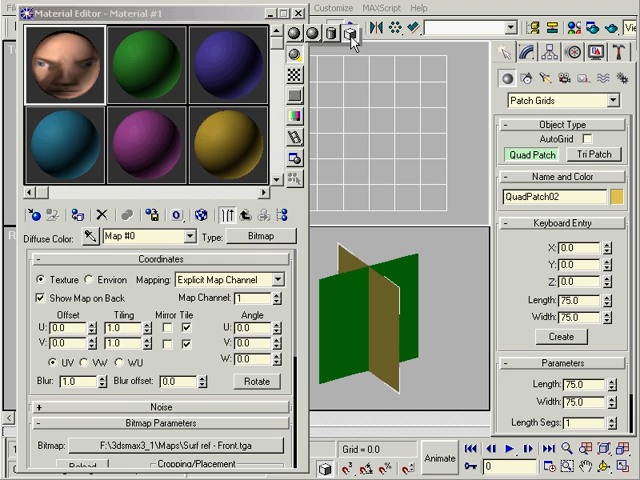 Material Editor - Material #1
Customize MAXScript Help
Patch Grids
Object Type
AutoGrid
Quad Patch Tri Patch
Name and Color
QuadPatch02
Keyboard Entry
X: 0.0
Y: 0.0
Z: 0.0
Length: 75.0
Width: 75.0
Create
Parameters
Length: 75.0
Width: 75.0
Length Segs: 1
Diffuse Color: Map #0 Type: Bitmap
Coordinates
Texture Environ Mapping: Explicit Map Channel
Show Map on Back Map Channel: 1
Offset Tiling Mirror Tile Angle
U: 0.0 1.0 U: 0.0
V: 0.0 1.0 V: 0.0
W: 0.0
UV VW WU
Blur: 1.0 Blur offset: 0.0 Rotate
Noise
Bitmap Parameters
Bitmap: F:\3dsmax3_1\Maps\Surf ref - Front.tga
Reload Cropping/Placement
Grid = 0.0
Animate
0